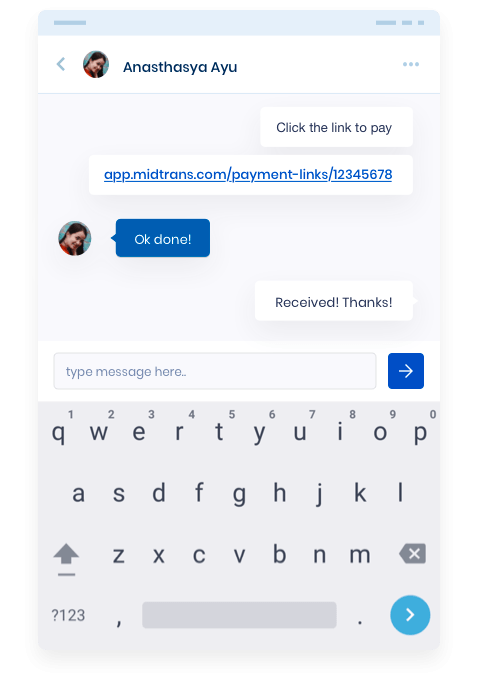 Anasthasya Ayu
Click the link to pay
app.midtrans.com/payment-links/12345678
Ok done!
Received! Thanks!
type message here..
1 2 3 4 5 6 7 8 9 0
q w e r t y u i o p
a s d f g h j k l
z x c v b n m
?123 , .